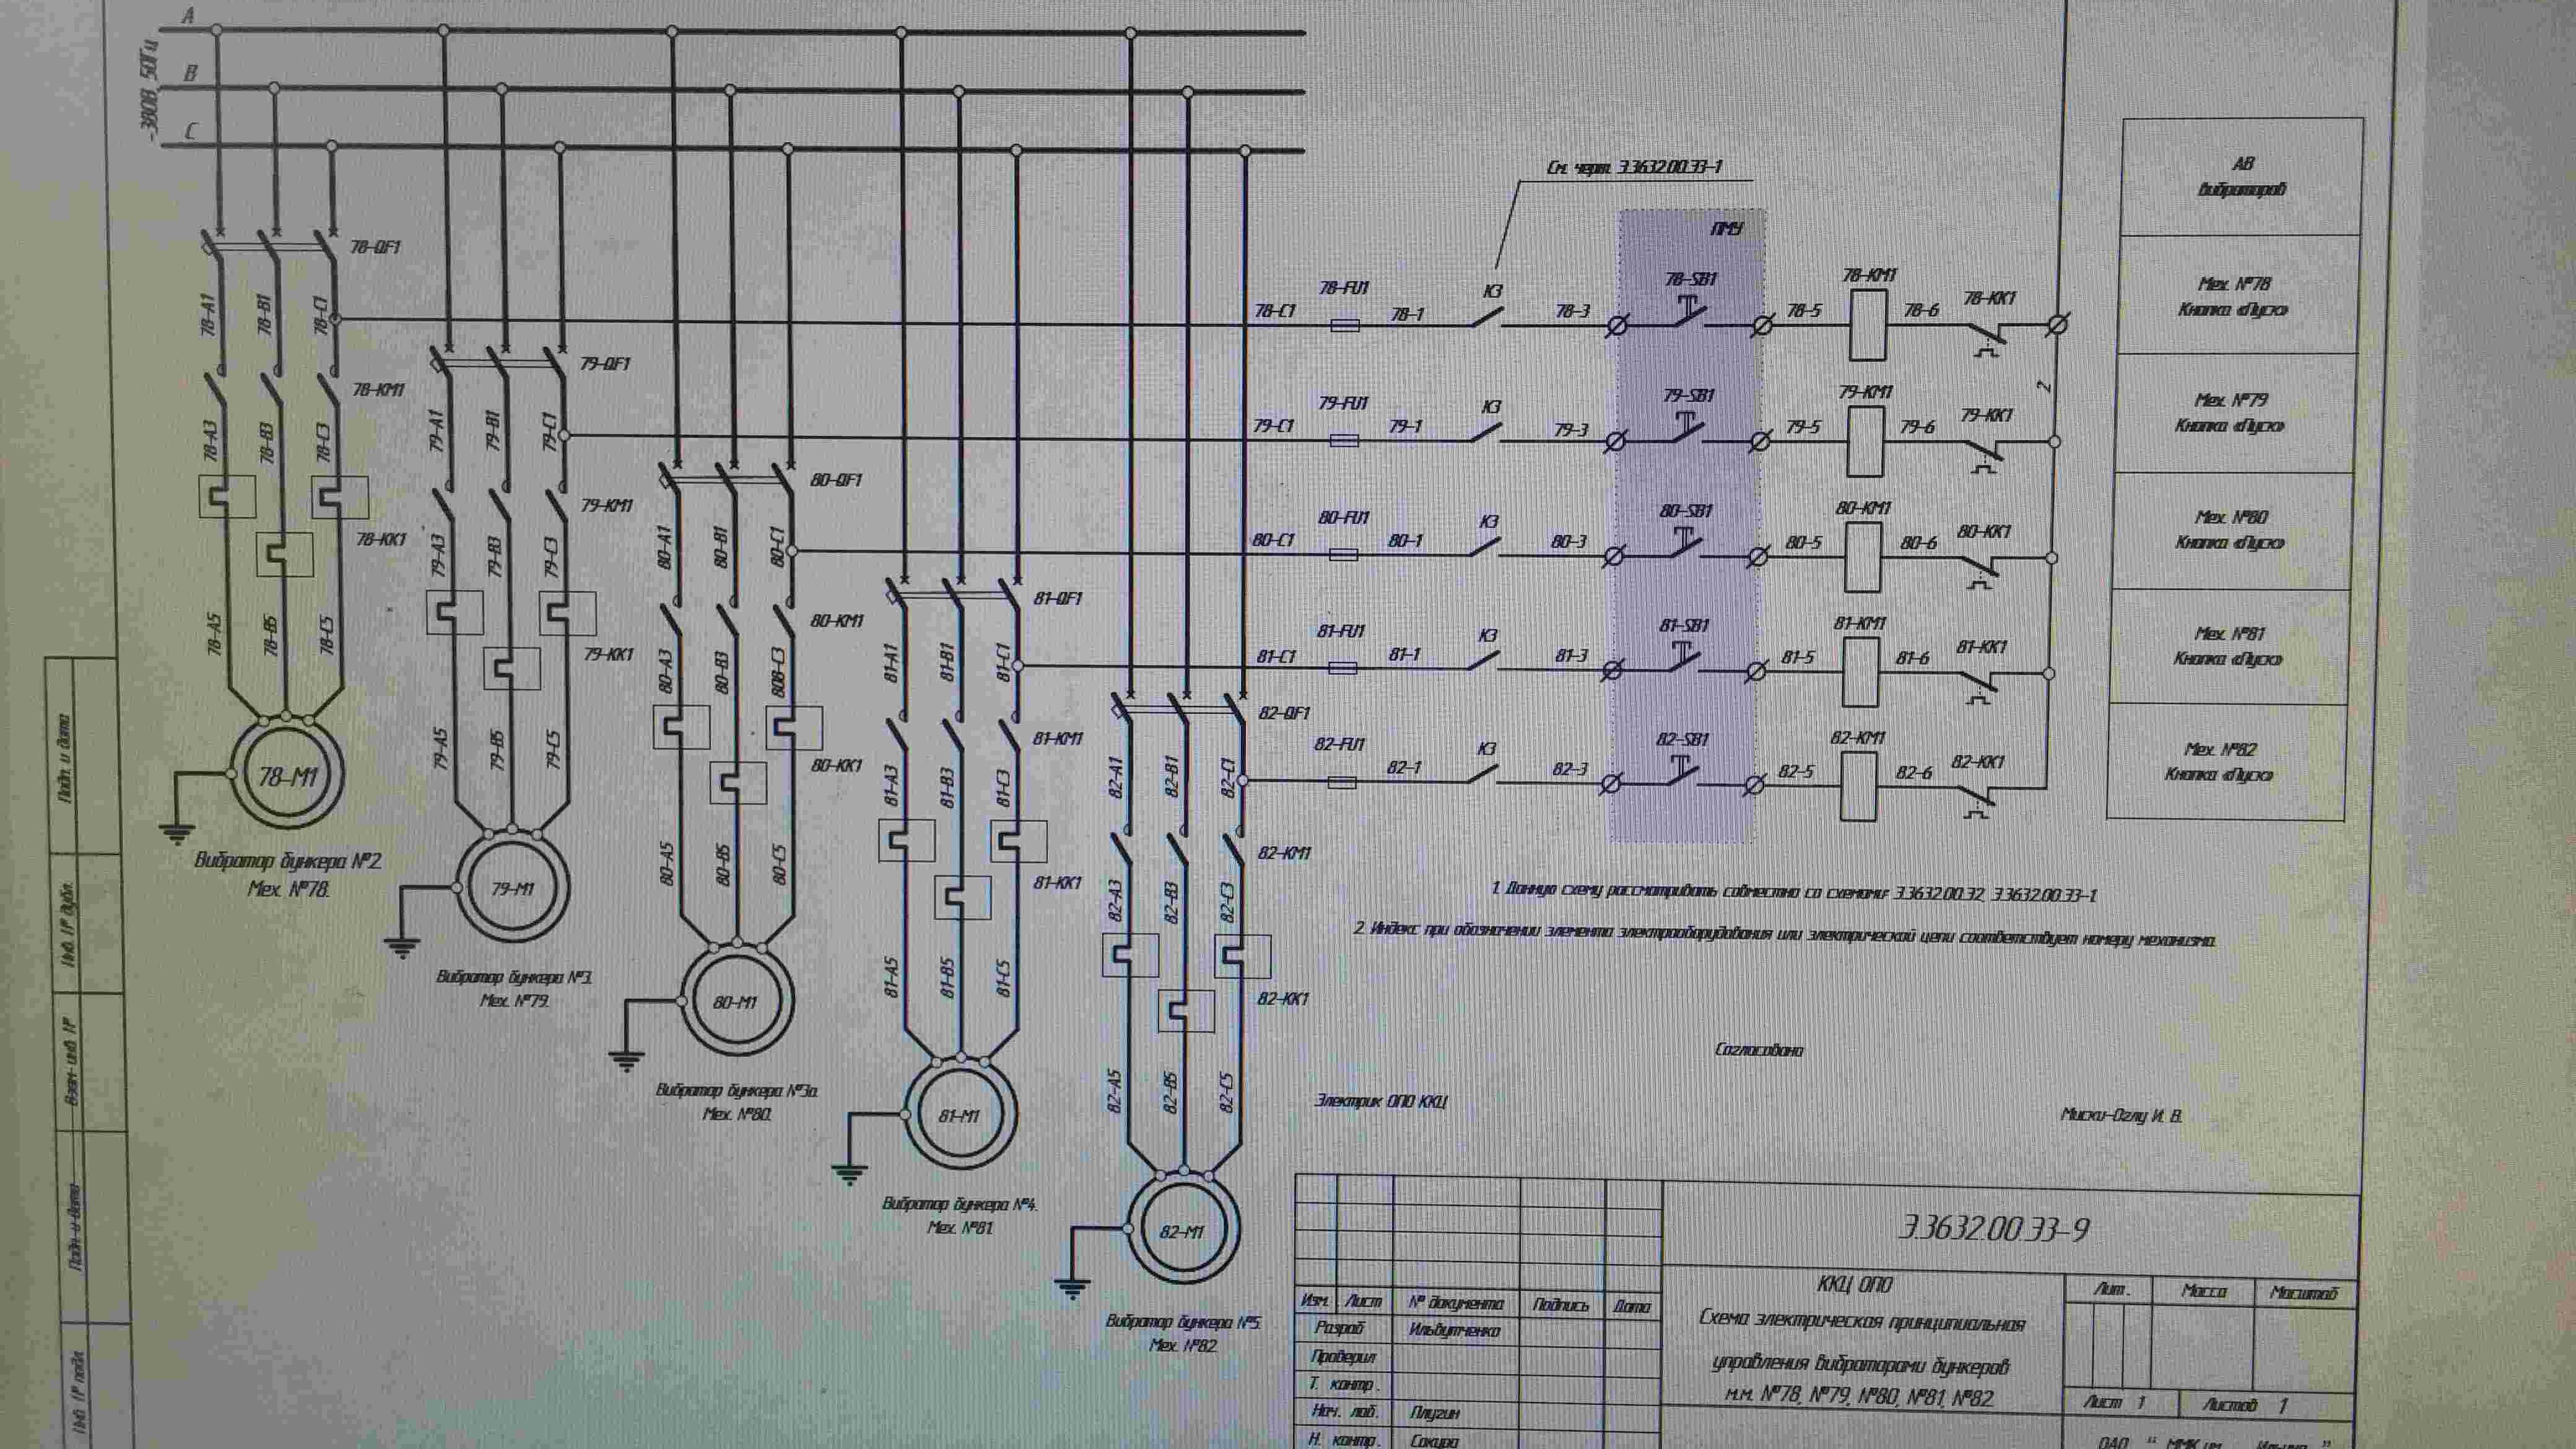 А
В
С
~380В, 50Гц
См. черт. Э.3632.00.ЭЗ-1
ПМУ
78-QF1
78-A1
78-B1
78-C1
78-KM1
78-A3
78-B3
78-C3
78-KK1
78-A5
78-B5
78-C5
78-M1
Вибратор бункера №2.
Мех. №78.
79-QF1
79-A1
79-B1
79-C1
79-KM1
79-A3
79-B3
79-C3
79-KK1
79-A5
79-B5
79-C5
79-M1
Вибратор бункера №3.
Мех. №79.
80-QF1
80-A1
80-B1
80-C1
80-KM1
80-A3
80-B3
808-C3
80-KK1
80-A5
80-B5
80-C5
80-M1
Вибратор бункера №3а.
Мех. №80.
81-QF1
81-A1
81-B1
81-C1
81-KM1
81-A3
81-B3
81-C3
81-KK1
81-A5
81-B5
81-C5
81-M1
Вибратор бункера №4.
Мех. №81.
82-QF1
82-A1
82-B1
82-C1
82-KM1
82-A3
82-B3
82-C3
82-KK1
82-A5
82-B5
82-C5
82-M1
Вибратор бункера №5.
Мех. №82.
78-C1 78-FU1 78-1 К3 78-3 78-SB1 78-5 78-KM1 78-6 78-KK1
79-C1 79-FU1 79-1 К3 79-3 79-SB1 79-5 79-KM1 79-6 79-KK1
2
80-C1 80-FU1 80-1 К3 80-3 80-SB1 80-5 80-KM1 80-6 80-KK1
81-C1 81-FU1 81-1 К3 81-3 81-SB1 81-5 81-KM1 81-6 81-KK1
82-FU1 82-1 К3 82-3 82-SB1 82-5 82-KM1 82-6 82-KK1
АВ
вибраторов
Мех. №78
Кнопка «Пуск»
Мех. №79
Кнопка «Пуск»
Мех. №80
Кнопка «Пуск»
Мех. №81
Кнопка «Пуск»
Мех. №82
Кнопка «Пуск»
1. Данную схему рассматривать совместно со схемами: Э.3632.00.Э2, Э.3632.00.ЭЗ-1
2. Индекс при обозначении элемента электрооборудования или электрической цепи соответствует номеру механизма.
Согласовано
Электрик ОПО ККЦ
Миски-Оглу И. В.
Подп. и дата
Инв. № дубл.
Взам. инв. №
Подп. и дата
Инв. № подл.
Э.3632.00.ЭЗ-9
ККЦ ОПО
Схема электрическая принципиальная
управления вибраторами бункеров
м.м. №78, №79, №80, №81, №82.
Лит. Масса Масштаб
Лист 1 Листов 1
Изм. Лист № документа Подпись Дата
Разраб Ильвутченко
Проверил
Т. контр.
Нач. лаб. Плугин
Н. контр. Сокура
ОАО " ММК им. Ильича "